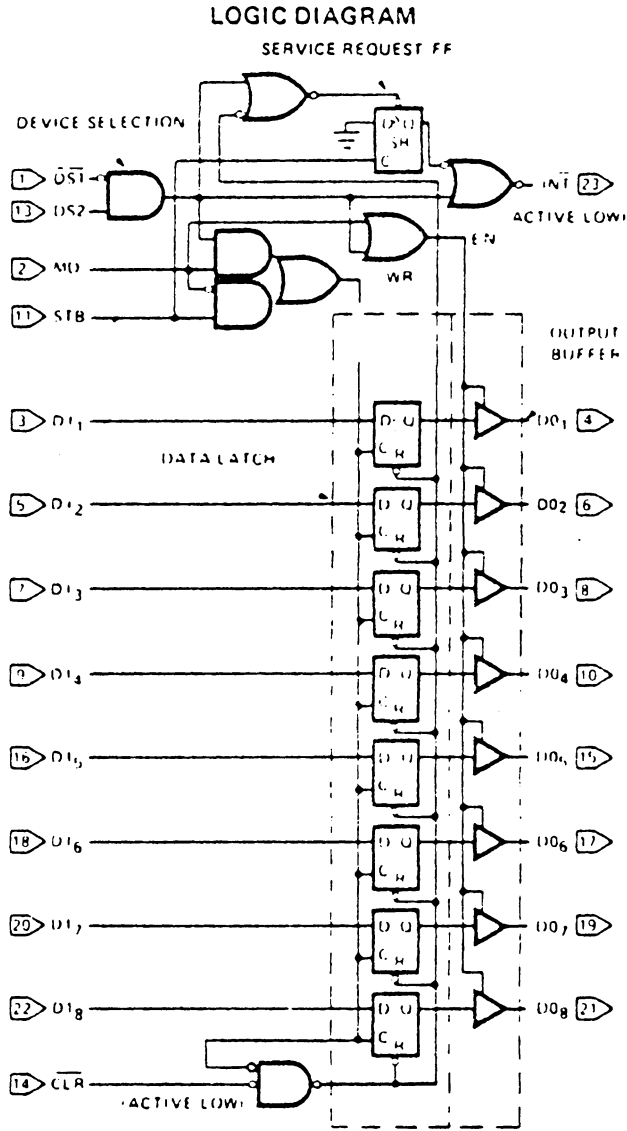 LOGIC DIAGRAM
SERVICE REQUEST FF
DEVICE SELECTION
1 DS1
13 DS2
2 MD
11 STB
D Q
SR
C
INT 23
(ACTIVE LOW)
EN
WR
OUTPUT
BUFFER
DATA LATCH
3 DI1 D Q C R DO1 4
5 DI2 D Q C R DO2 6
7 DI3 D Q C R DO3 8
9 DI4 D Q C R DO4 10
16 DI5 D Q C R DO5 15
18 DI6 D Q C R DO6 17
20 DI7 D Q C R DO7 19
22 DI8 D Q C R DO8 21
14 CLR
(ACTIVE LOW)